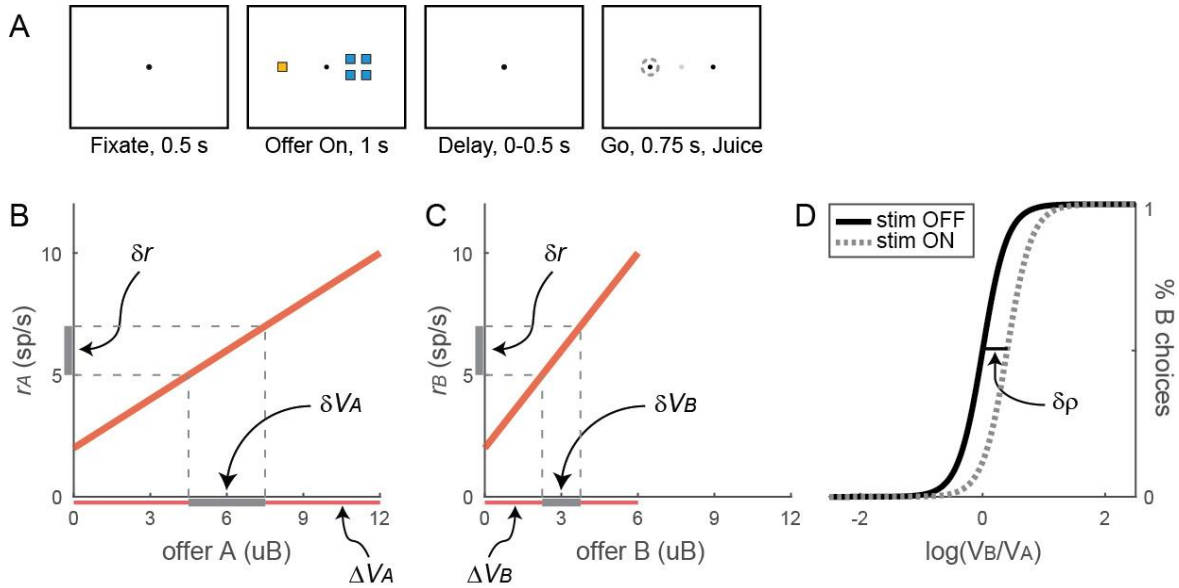 A
Fixate, 0.5 s
Offer On, 1 s
Delay, 0-0.5 s
Go, 0.75 s, Juice
B
δr
10
5
0
rA (sp/s)
δVA
0
3
6
9
12
offer A (uB)
ΔVA
C
δr
10
5
0
rB (sp/s)
δVB
0
3
6
9
12
offer B (uB)
ΔVB
D
stim OFF
stim ON
1
0
% B choices
δρ
-2
0
2
log(VB/VA)